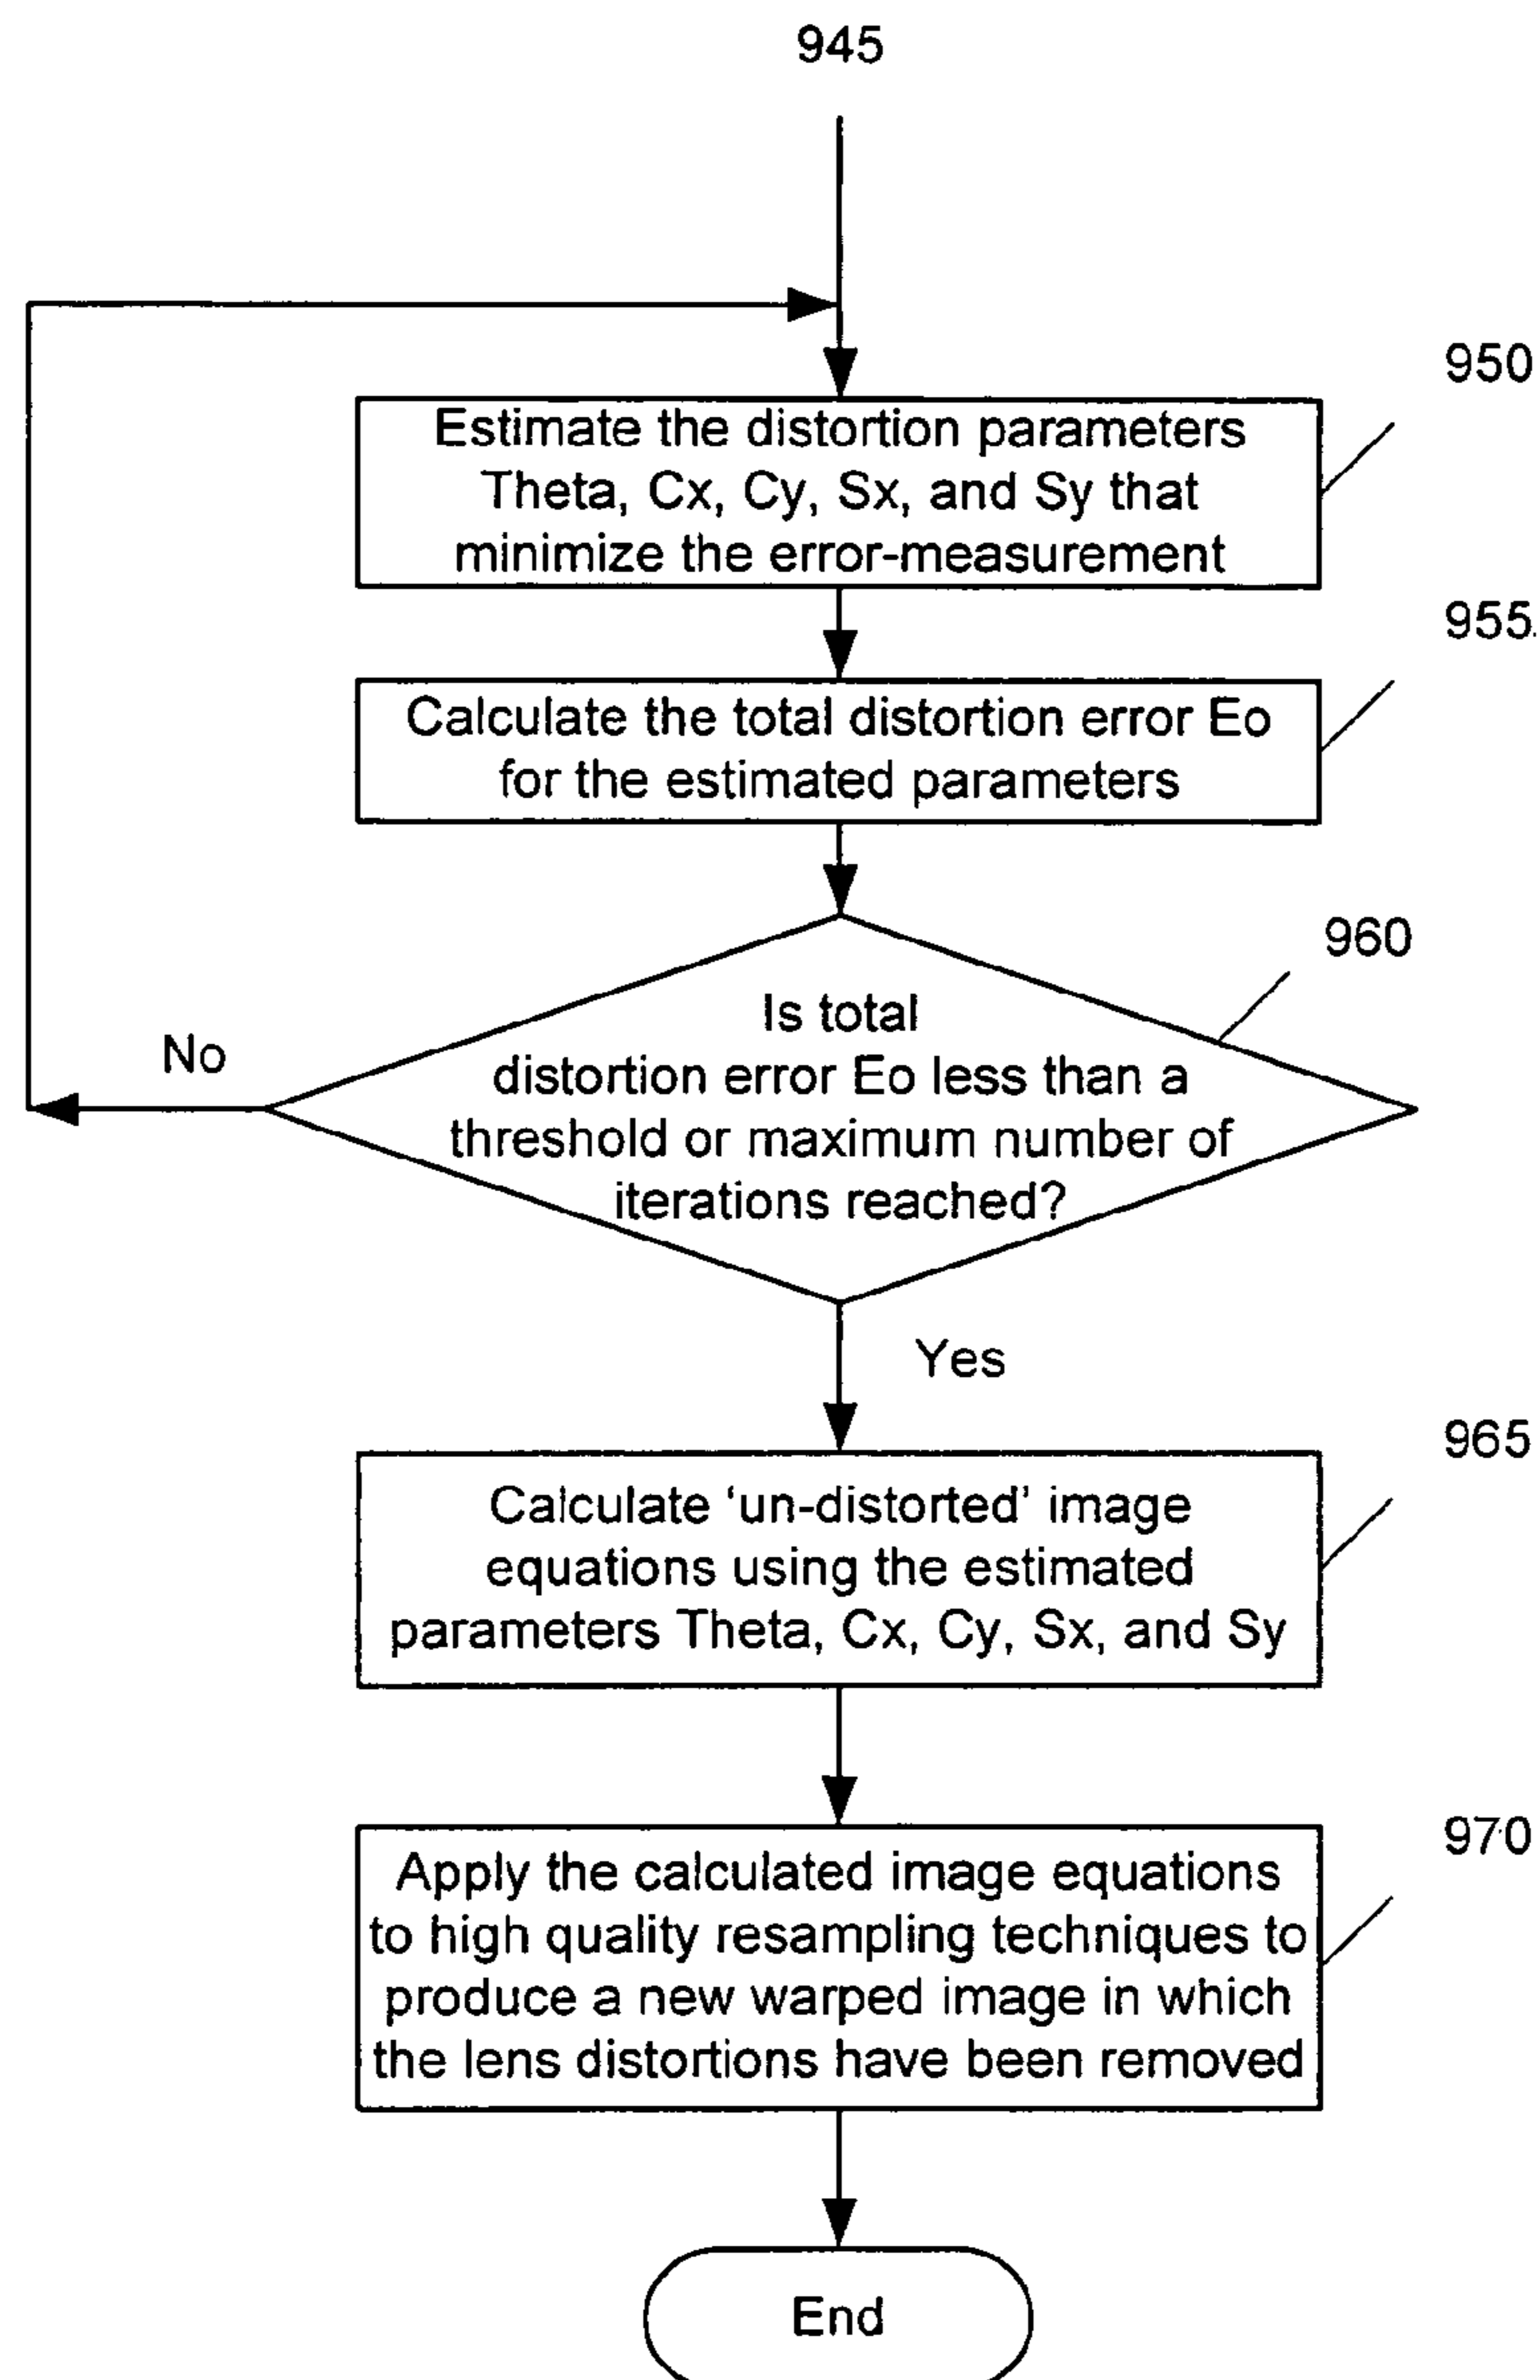 945
950
Estimate the distortion parameters
Theta, Cx, Cy, Sx, and Sy that
minimize the error-measurement
955
Calculate the total distortion error Eo
for the estimated parameters
960
Is total
distortion error Eo less than a
threshold or maximum number of
iterations reached?
No
Yes
965
Calculate ‘un-distorted’ image
equations using the estimated
parameters Theta, Cx, Cy, Sx, and Sy
970
Apply the calculated image equations
to high quality resampling techniques to
produce a new warped image in which
the lens distortions have been removed
End